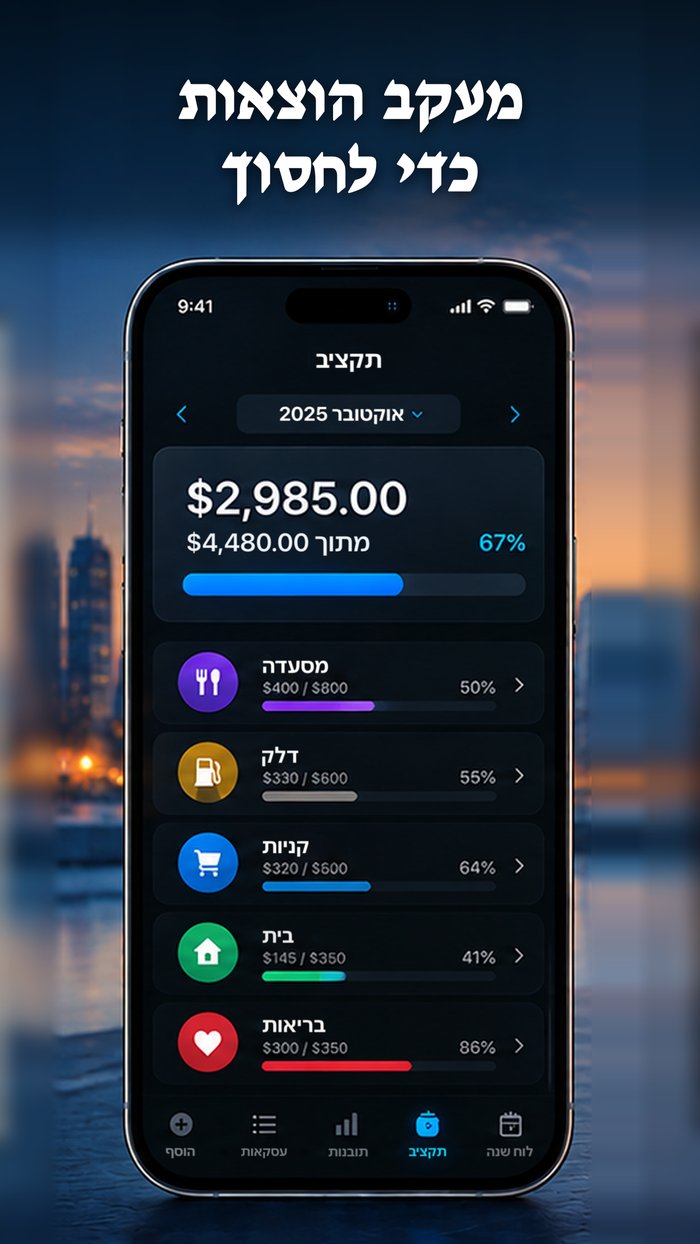 מעקב הוצאות
כדי לחסוך
9:41
תקציב
אוקטובר 2025
$2,985.00
מתוך $4,480.00
67%
מסעדה
$400 / $800
50%
דלק
$330 / $600
55%
קניות
$320 / $500
64%
בית
$145 / $350
41%
בריאות
$300 / $350
86%
הוסף
עסקאות
תובנות
תקציב
לוח שנה